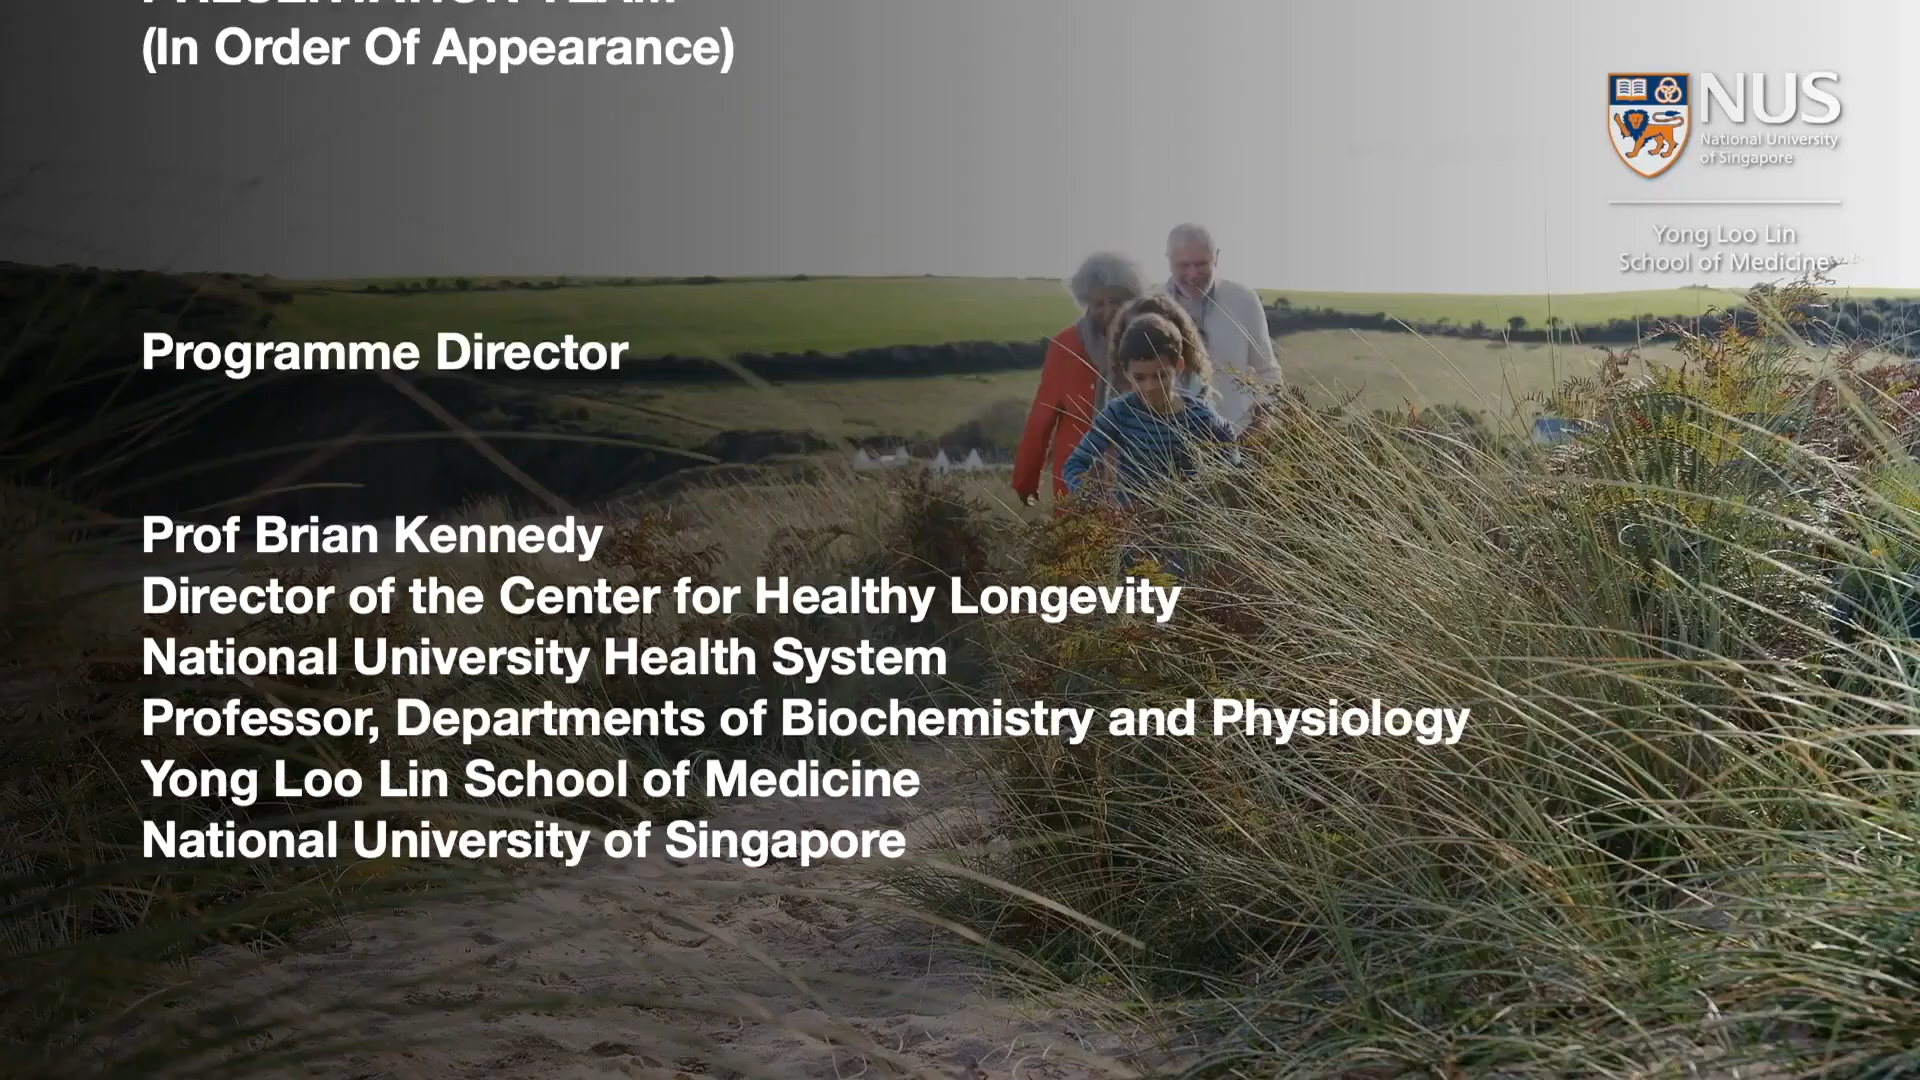 PRESENTATION TEAM
(In Order Of Appearance)
NUS
National University
of Singapore
Yong Loo Lin
School of Medicine
Programme Director
Prof Brian Kennedy
Director of the Center for Healthy Longevity
National University Health System
Professor, Departments of Biochemistry and Physiology
Yong Loo Lin School of Medicine
National University of Singapore